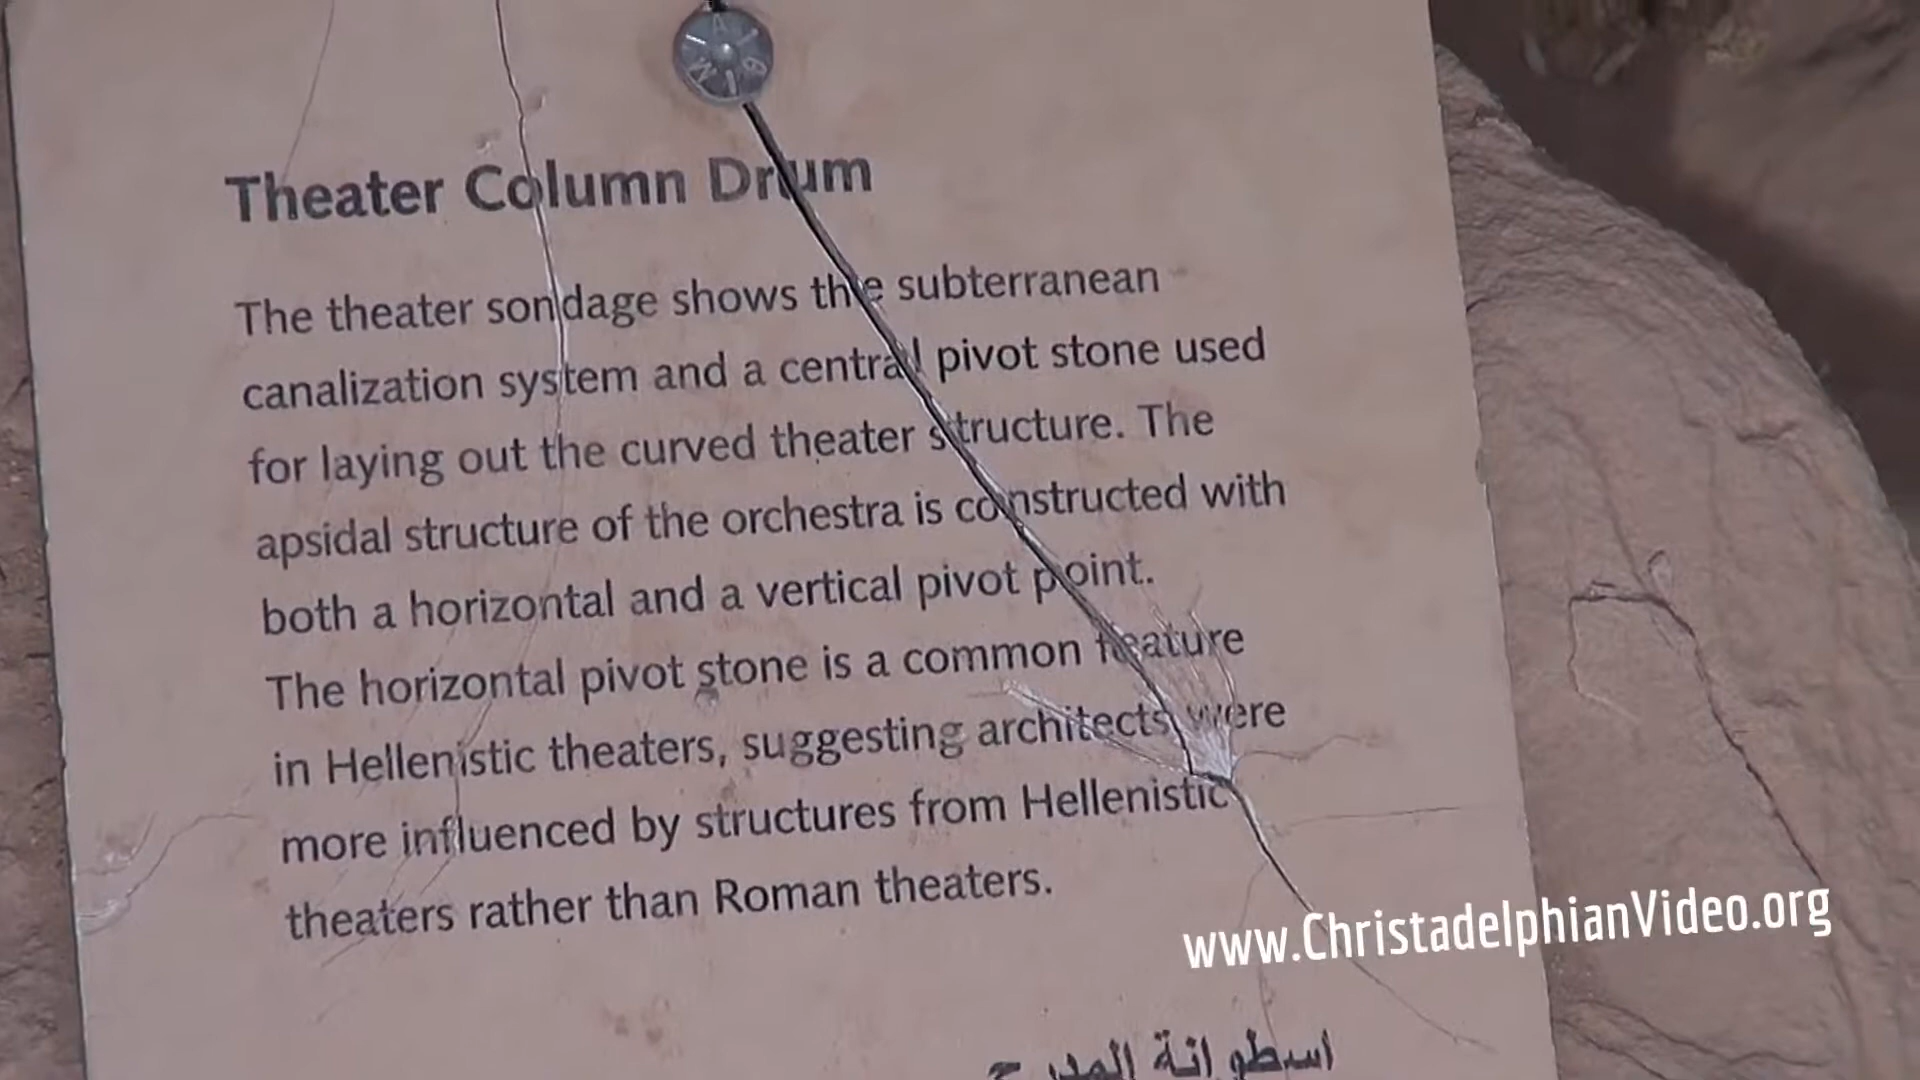 Theater Column Drum
The theater sondage shows the subterranean
canalization system and a central pivot stone used
for laying out the curved theater structure. The
apsidal structure of the orchestra is constructed with
both a horizontal and a vertical pivot point.
The horizontal pivot stone is a common feature
in Hellenistic theaters, suggesting architects were
more influenced by structures from Hellenistic
theaters rather than Roman theaters.
www.ChristadelphianVideo.org
اسطوانة المدرج